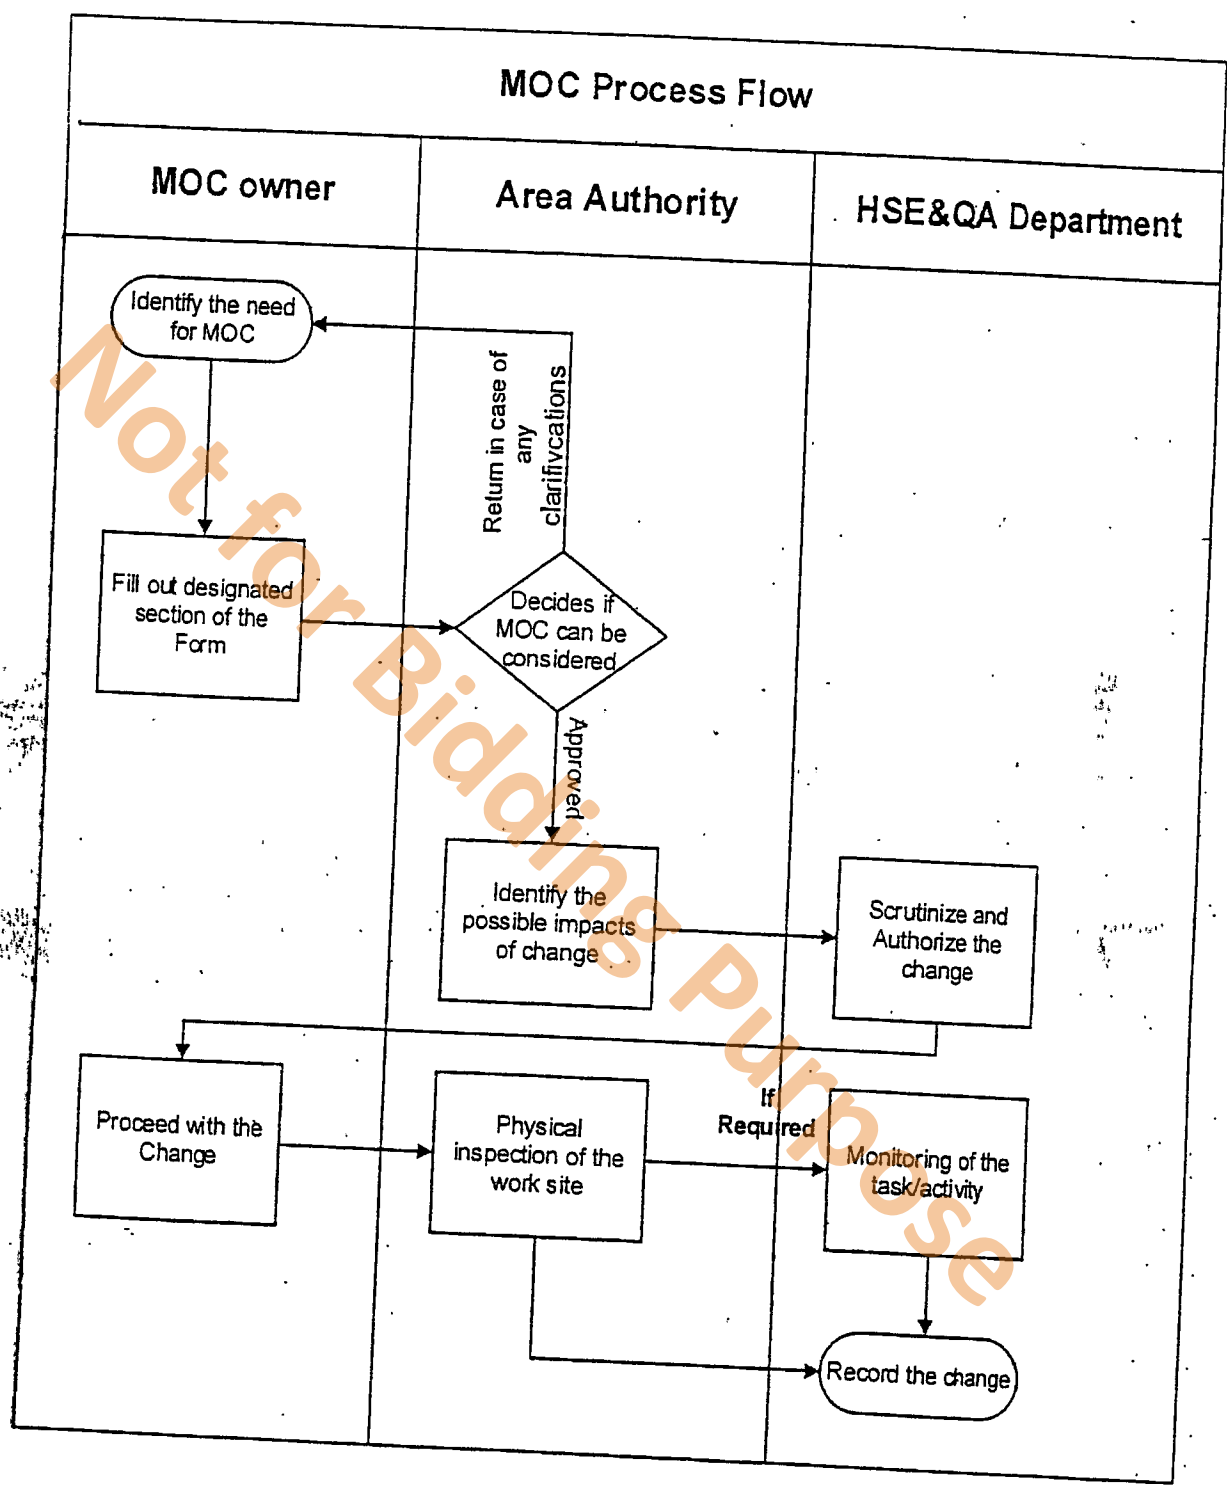 MOC Process Flow
MOC owner
Area Authority
HSE&QA Department
Identify the need
for MOC
Return in case of
any
clarifivcations
Fill out designated
section of the
Form
Decides if
MOC can be
considered
Approved
Identify the
possible impacts
of change
Scrutinize and
Authorize the
change
Proceed with the
Change
Physical
inspection of the
work site
If
Required
Monitoring of the
task/activity
Record the change
Not for Bidding Purpose